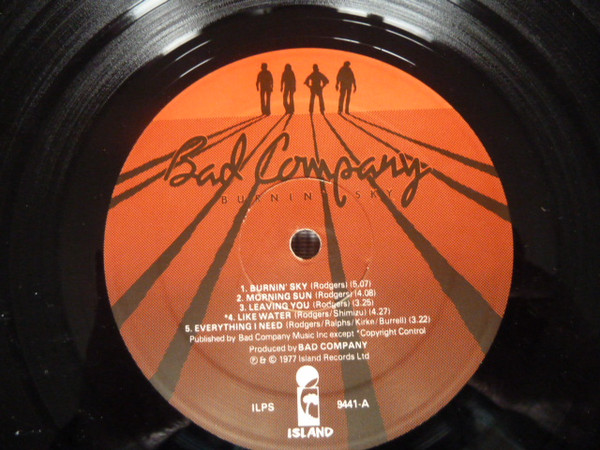 Bad Company
BURNIN' SKY
1. BURNIN' SKY (Rodgers) (5.07)
2. MORNING SUN (Rodgers) (4.08)
3. LEAVING YOU (Rodgers) (3.25)
*4. LIKE WATER (Rodgers/Shimizu) (4.27)
5. EVERYTHING I NEED (Rodgers/Ralphs/Kirke/Burrell) (3.22)
Published by Bad Company Music Inc except *Copyright Control
Produced by BAD COMPANY
℗ & © 1977 Island Records Ltd
ILPS 9441-A
ISLAND